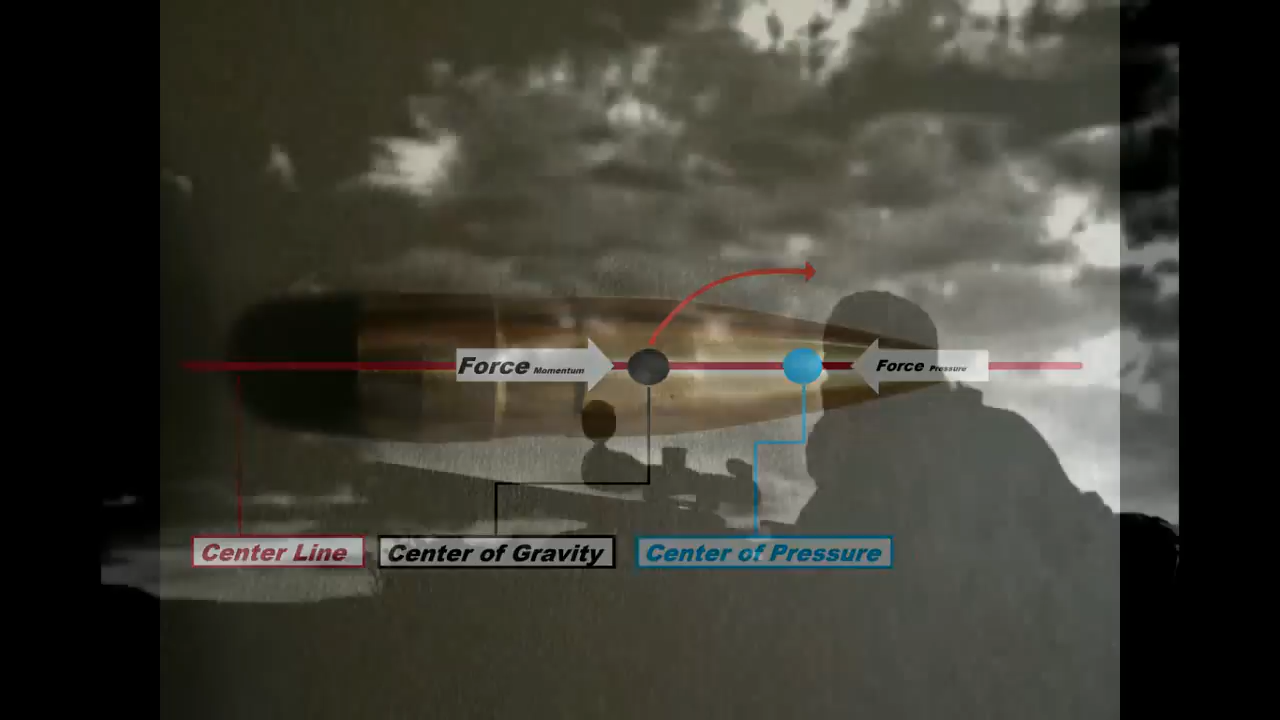 Force Momentum
Force Pressure
Center Line
Center of Gravity
Center of Pressure